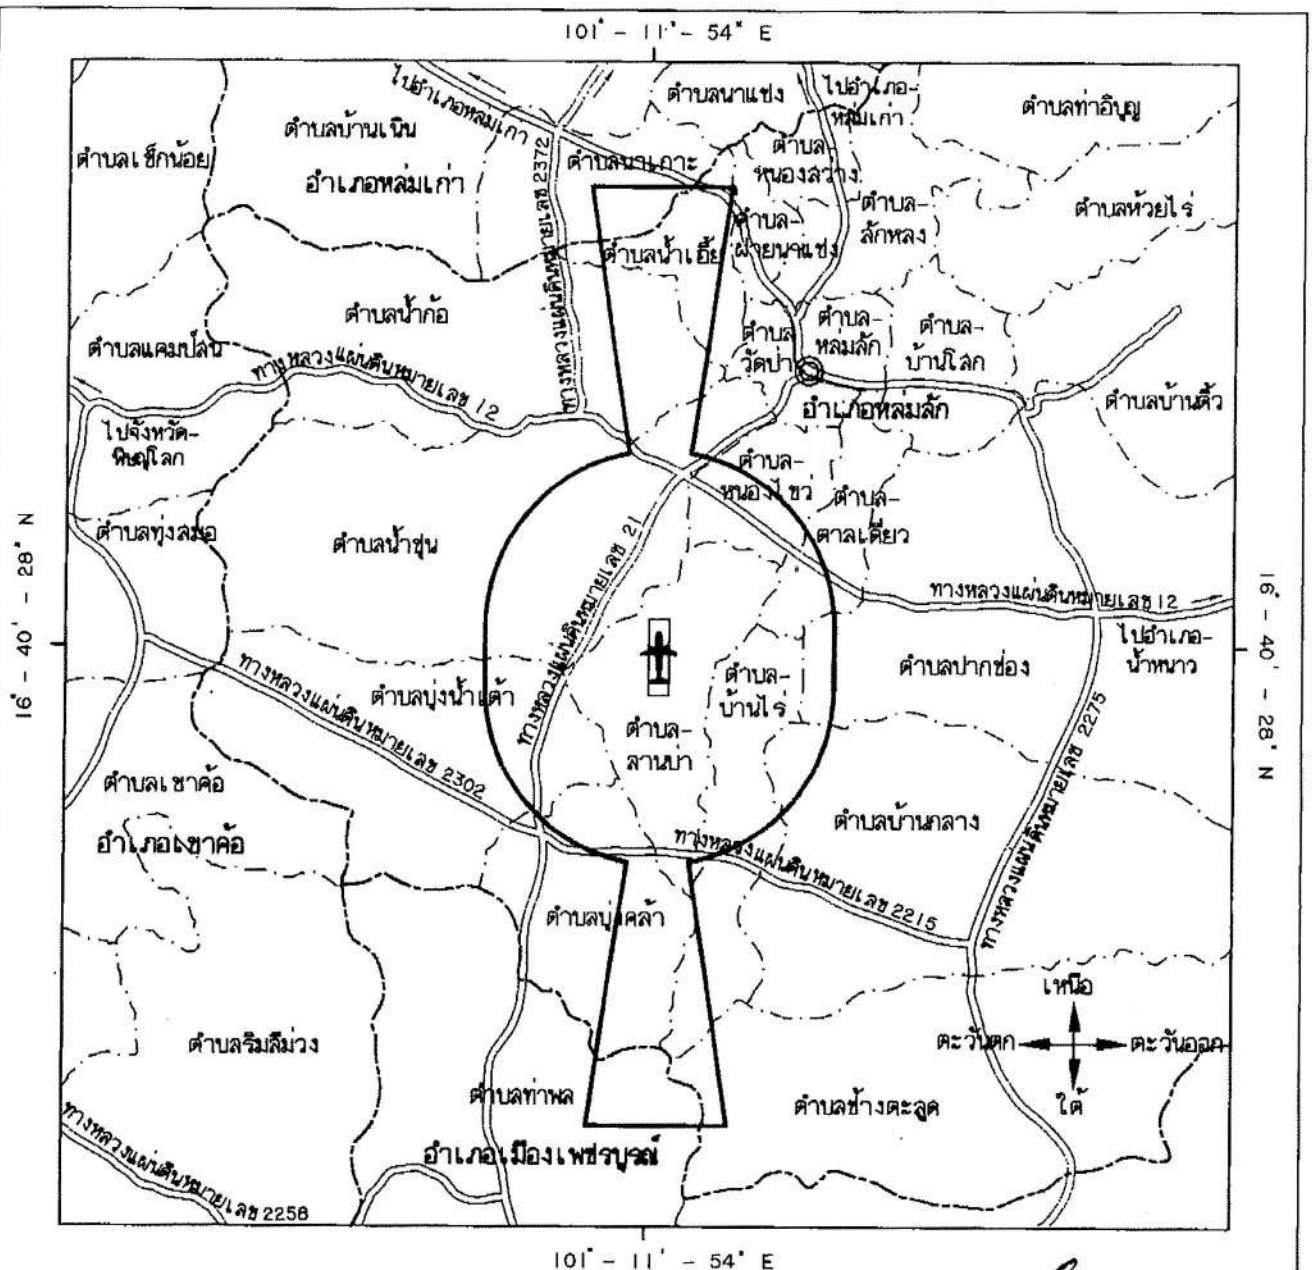 101° - 11' - 54" E
ไปอำเภอหล่มเก่า
ตำบลนาแซง
ไปอำเภอ-
หล่มเก่า
ตำบลท่าอิบุญ
ตำบลบ้านเนิน
ตำบลเข็กน้อย
อำเภอหล่มเก่า
ตำบลนาเกาะ
ตำบล-
หนองสว่าง
ทางหลวงแผ่นดินหมายเลข 2372
ตำบล-
ลักหลง
ตำบลห้วยไร่
ตำบลน้ำเฮี้ย
ตำบล-
ฝายนาแซง
ตำบลน้ำก้อ
ตำบลแคมป์สน
ทางหลวงแผ่นดินหมายเลข 12
ตำบล
วัดป่า
ตำบล-
หล่มสัก
ตำบล-
บ้านโสก
อำเภอหล่มสัก
ตำบลบ้านติ้ว
ไปจังหวัด-
พิษณุโลก
ตำบล-
หนองไขว่
ตำบล-
ตาลเดี่ยว
ตำบลทุ่งสมอ
ตำบลน้ำชุน
ทางหลวงแผ่นดินหมายเลข 21
16° - 40' - 28" N
ทางหลวงแผ่นดินหมายเลข 12
ไปอำเภอ-
น้ำหนาว
16° - 40' - 28" N
ตำบลปากช่อง
ทางหลวงแผ่นดินหมายเลข 2302
ตำบลบุ่งน้ำเต้า
ตำบล-
บ้านไร่
ตำบล-
ลานบ่า
ทางหลวงแผ่นดินหมายเลข 2275
ตำบลเขาค้อ
อำเภอเขาค้อ
ตำบลบ้านกลาง
ทางหลวงแผ่นดินหมายเลข 2215
ตำบลบุ่งคล้า
เหนือ
ตะวันตก
ตะวันออก
ใต้
ตำบลริมสีม่วง
ตำบลท่าพล
ตำบลช้างตะลูด
อำเภอเมืองเพชรบูรณ์
ทางหลวงแผ่นดินหมายเลข 2258
101° - 11' - 54" E